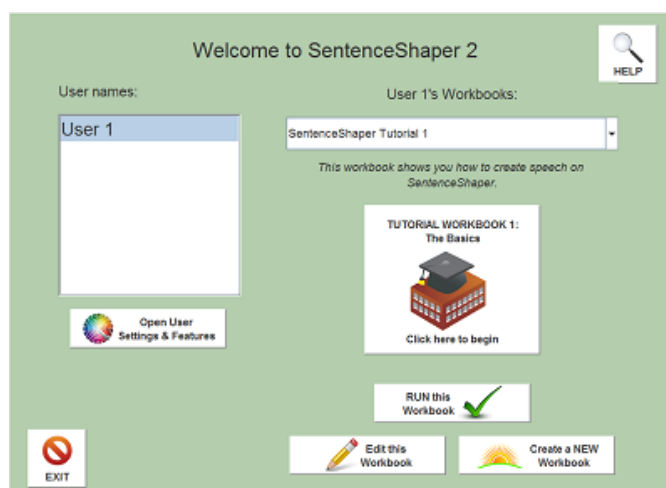 Welcome to SentenceShaper 2
HELP
User names:
User 1's Workbooks:
User 1
SentenceShaper Tutorial 1
This workbook shows you how to create speech on
SentenceShaper.
TUTORIAL WORKBOOK 1:
The Basics
Click here to begin
Open User
Settings & Features
RUN this
Workbook
Edit this
Workbook
Create a NEW
Workbook
EXIT